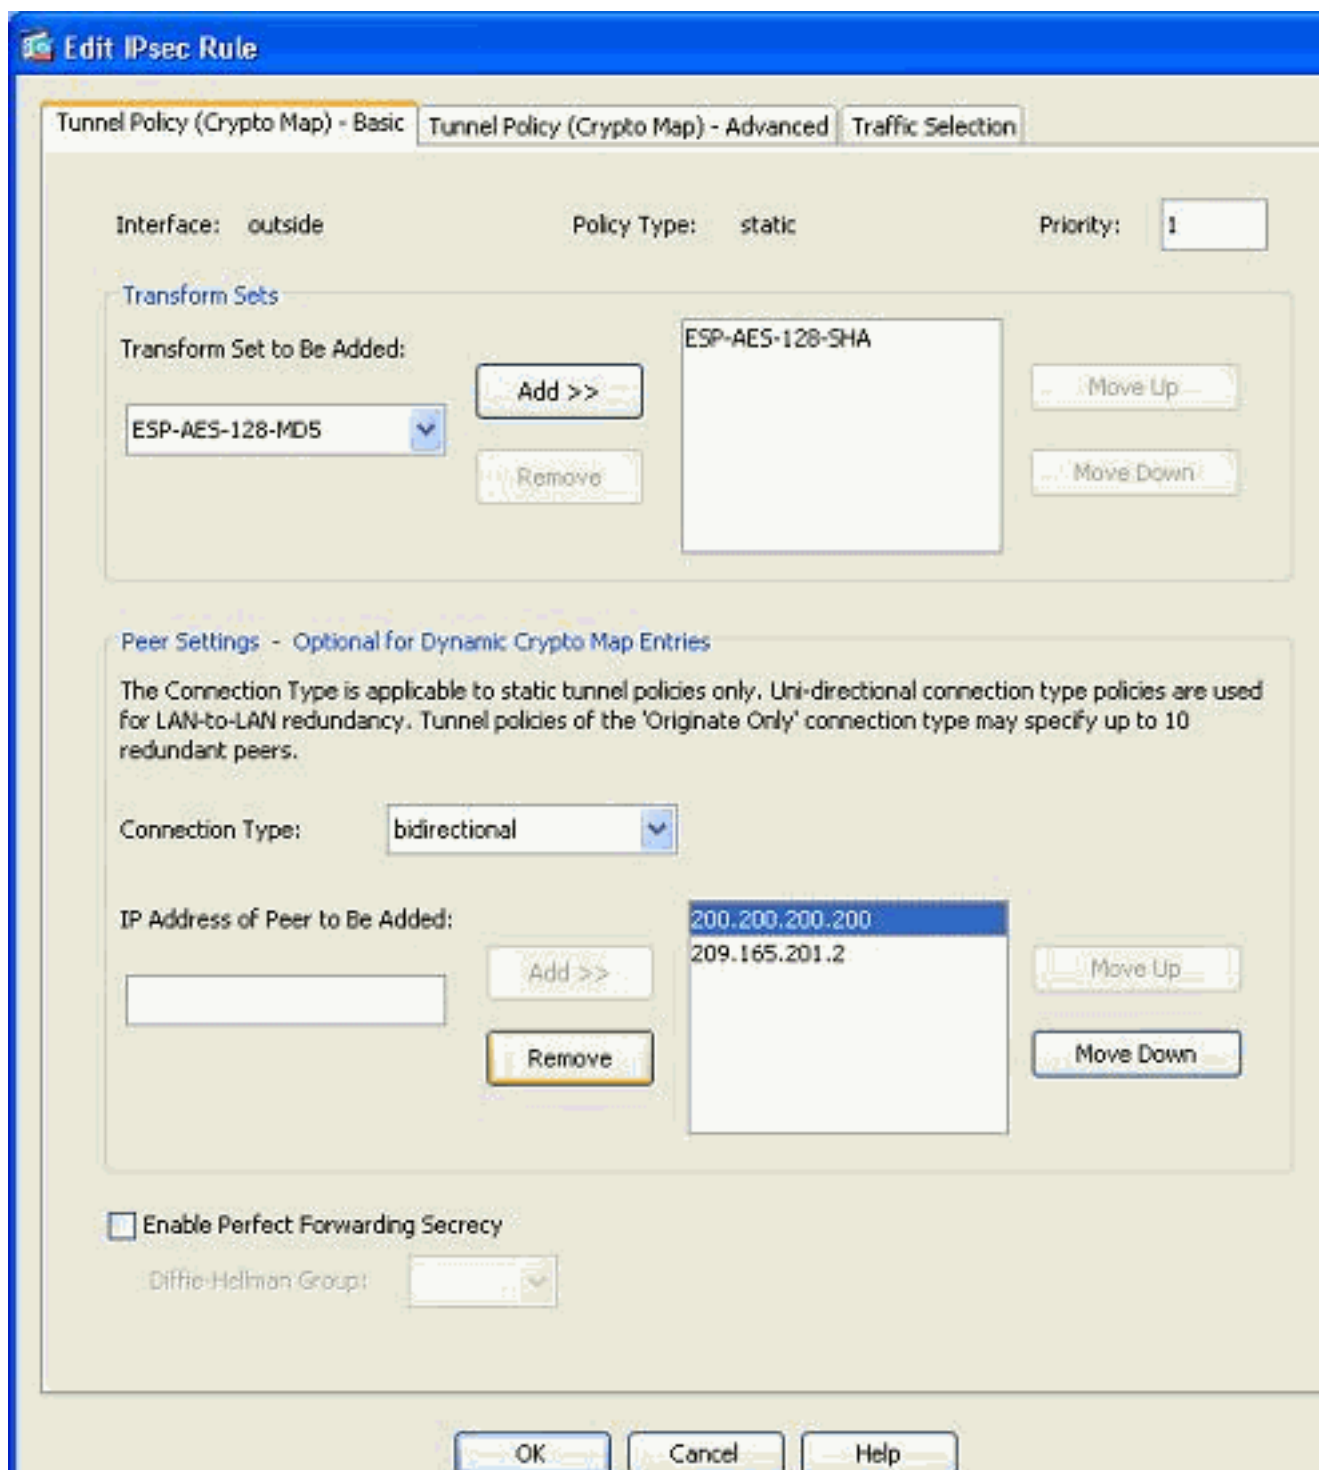 Edit IPsec Rule
Tunnel Policy (Crypto Map) - Basic
Tunnel Policy (Crypto Map) - Advanced
Traffic Selection
Interface: outside
Policy Type: static
Priority: 1
Transform Sets
Transform Set to Be Added:
ESP-AES-128-MD5
Add >>
Remove
ESP-AES-128-SHA
Move Up
Move Down
Peer Settings - Optional for Dynamic Crypto Map Entries
The Connection Type is applicable to static tunnel policies only. Uni-directional connection type policies are used
for LAN-to-LAN redundancy. Tunnel policies of the 'Originate Only' connection type may specify up to 10
redundant peers.
Connection Type: bidirectional
IP Address of Peer to Be Added:
Add >>
Remove
200.200.200.200
209.165.201.2
Move Up
Move Down
Enable Perfect Forwarding Secrecy
Diffie-Hellman Group:
OK
Cancel
Help